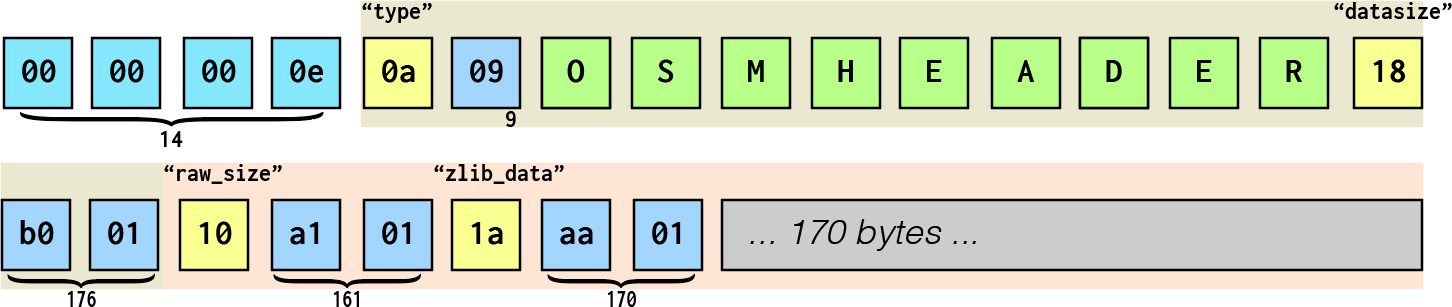 “type” “datasize”
00 00 00 0e 0a 09 O S M H E A D E R 18
14 9
“raw_size” “zlib_data”
b0 01 10 a1 01 1a aa 01 ... 170 bytes ...
176 161 170